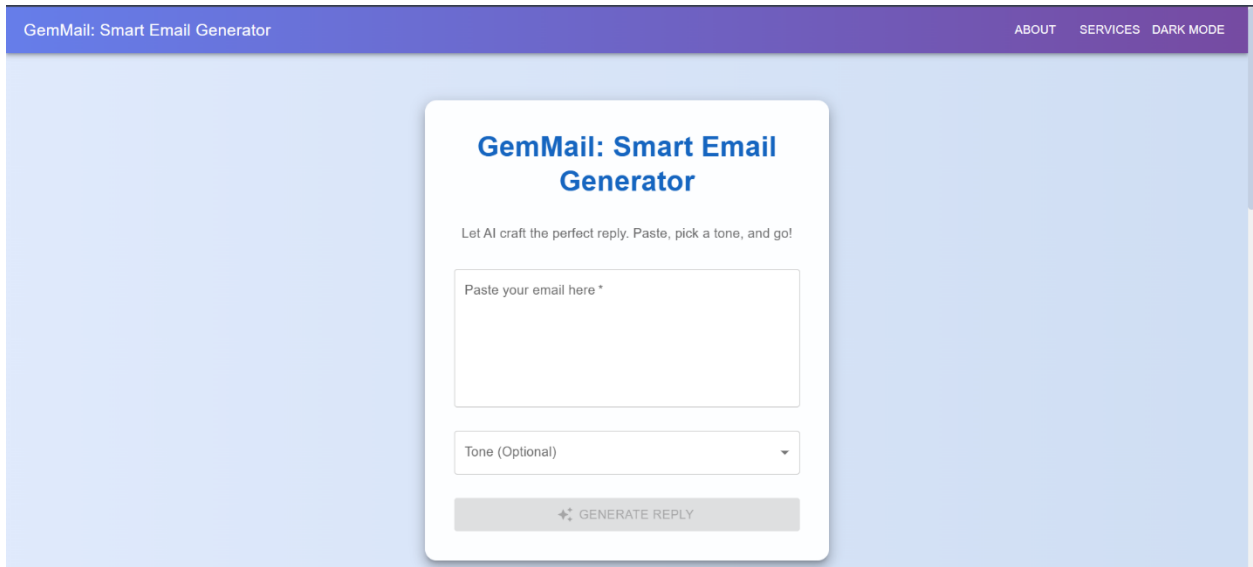 GemMail: Smart Email Generator
ABOUT SERVICES DARK MODE
GemMail: Smart Email
Generator
Let AI craft the perfect reply. Paste, pick a tone, and go!
Paste your email here *
Tone (Optional)
GENERATE REPLY